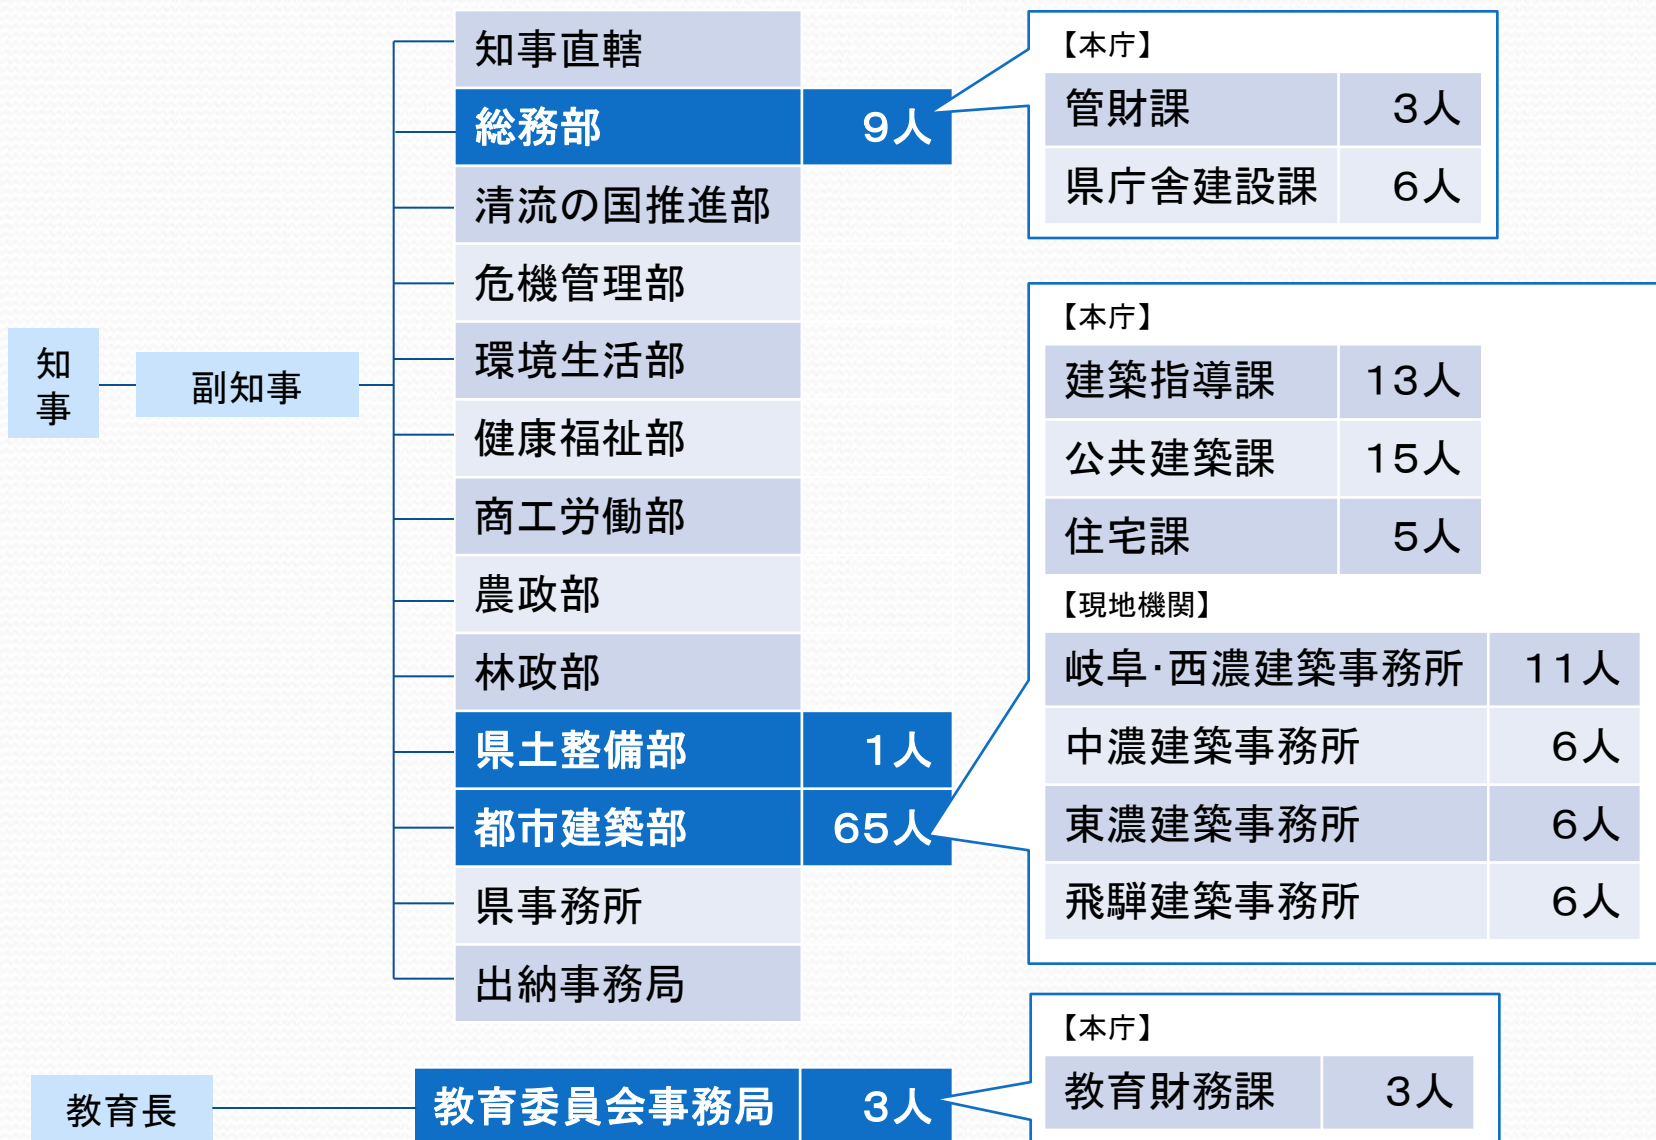 知事
副知事
知事直轄
総務部 9人
清流の国推進部
危機管理部
環境生活部
健康福祉部
商工労働部
農政部
林政部
県土整備部 1人
都市建築部 65人
県事務所
出納事務局
【本庁】
管財課 3人
県庁舎建設課 6人
【本庁】
建築指導課 13人
公共建築課 15人
住宅課 5人
【現地機関】
岐阜・西濃建築事務所 11人
中濃建築事務所 6人
東濃建築事務所 6人
飛騨建築事務所 6人
教育長
教育委員会事務局 3人
【本庁】
教育財務課 3人